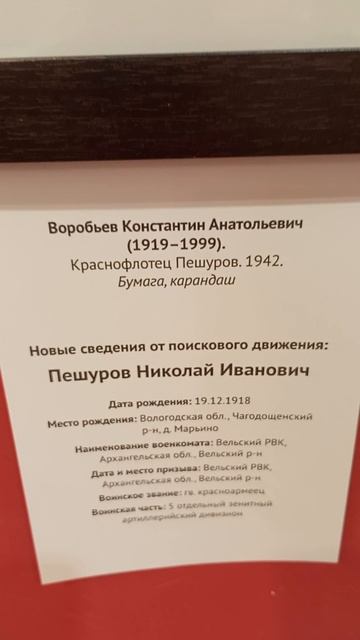 Воробьев Константин Анатольевич
(1919–1999).
Краснофлотец Пешуров. 1942.
Бумага, карандаш
Новые сведения от поискового движения:
Пешуров Николай Иванович
Дата рождения: 19.12.1918
Место рождения: Вологодская обл., Чагодощенский
р-н, д. Марьино
Наименование военкомата: Вельский РВК,
Архангельская обл., Вельский р-н
Дата и место призыва: Вельский РВК,
Архангельская обл., Вельский р-н
Воинское звание: гв. красноармеец
Воинская часть: 5 отдельный зенитный
артиллерийский дивизион